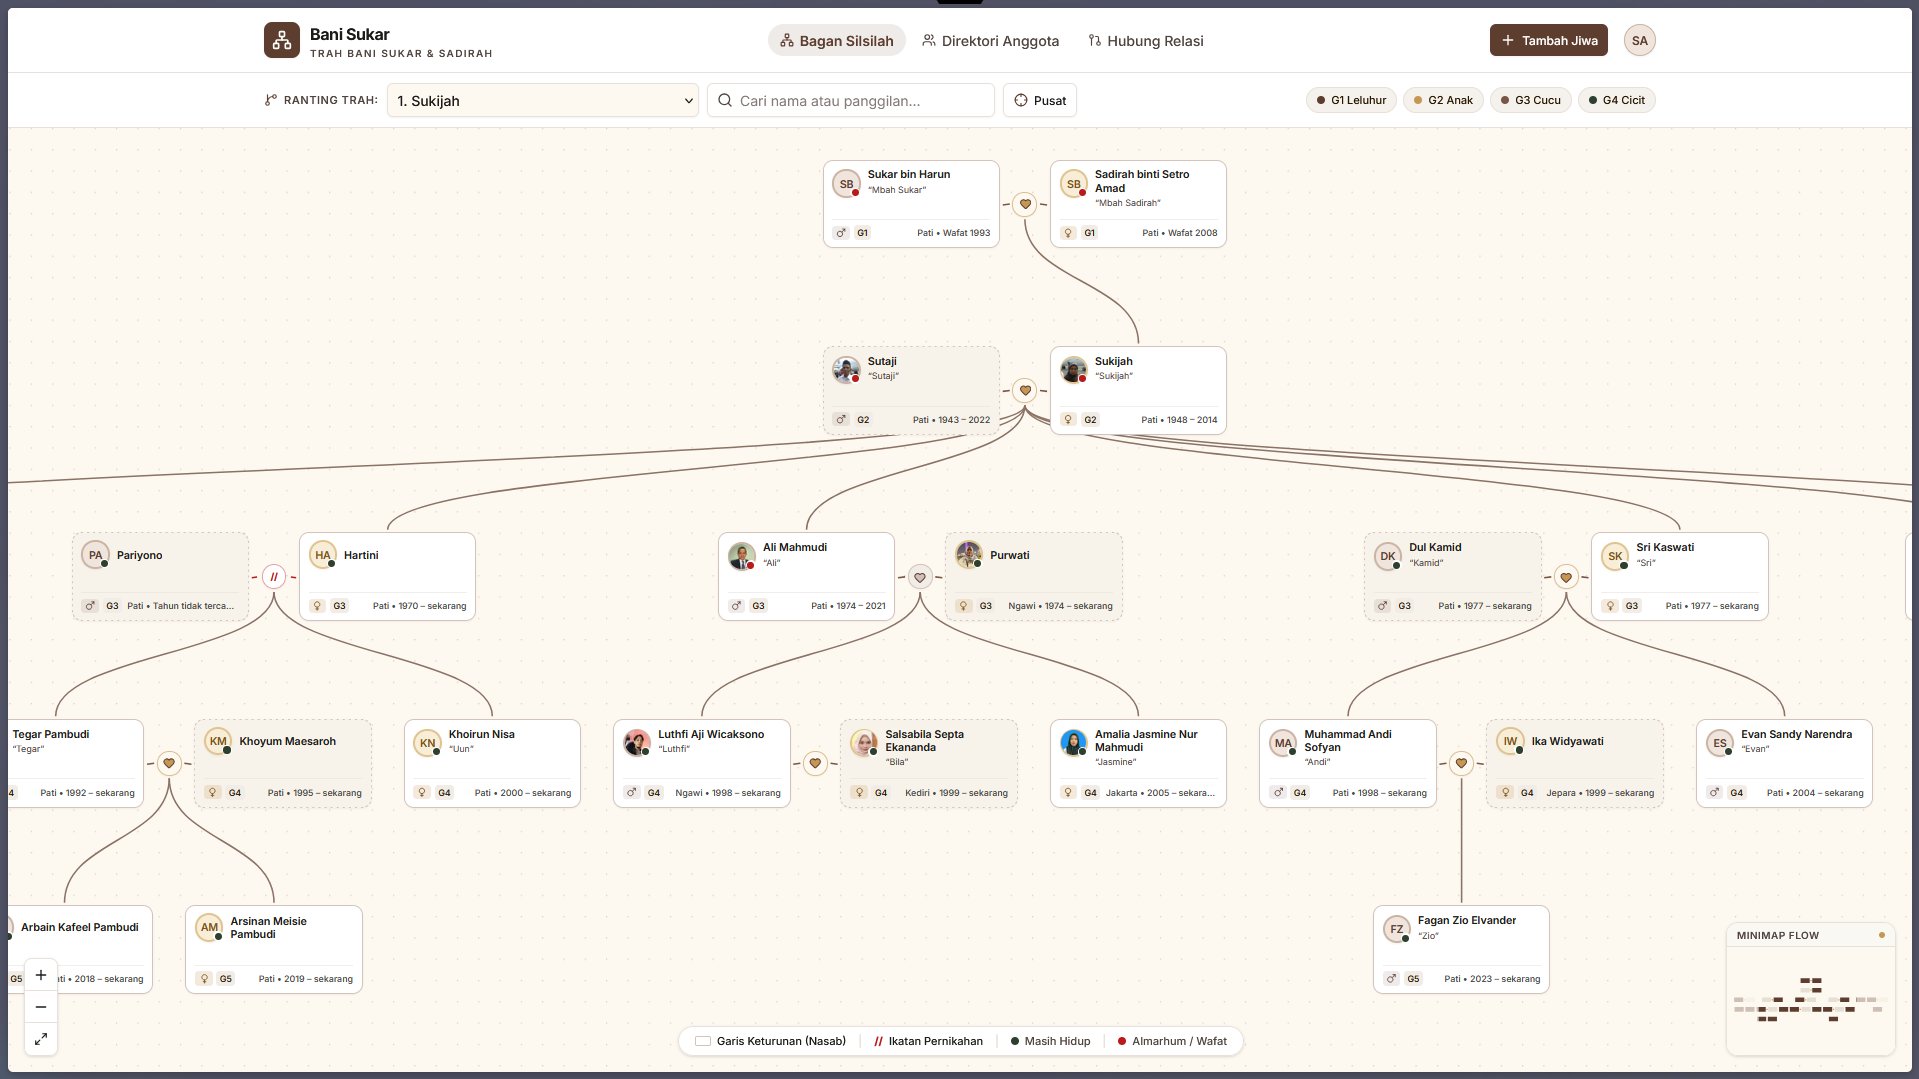 Bani Sukar
TRAH BANI SUKAR & SADIRAH
Bagan Silsilah
Direktori Anggota
Hubung Relasi
Tambah Jiwa
SA
RANTING TRAH:
1. Sukijah
Cari nama atau panggilan...
Pusat
G1 Leluhur
G2 Anak
G3 Cucu
G4 Cicit
SB
Sukar bin Harun
“Mbah Sukar”
G1
Pati • Wafat 1993
SB
Sadirah binti Setro
Amad
“Mbah Sadirah”
G1
Pati • Wafat 2008
Sutaji
“Sutaji”
G2
Pati • 1943 – 2022
Sukijah
“Sukijah”
G2
Pati • 1948 – 2014
PA
Pariyono
G3
Pati • Tahun tidak terca...
HA
Hartini
G3
Pati • 1970 – sekarang
Ali Mahmudi
“Ali”
G3
Pati • 1974 – 2021
Purwati
G3
Ngawi • 1974 – sekarang
DK
Dul Kamid
“Kamid”
G3
Pati • 1977 – sekarang
SK
Sri Kaswati
“Sri”
G3
Pati • 1977 – sekarang
Tegar Pambudi
“Tegar”
4
Pati • 1992 – sekarang
KM
Khoyum Maesaroh
G4
Pati • 1995 – sekarang
KN
Khoirun Nisa
“Uun”
G4
Pati • 2000 – sekarang
Luthfi Aji Wicaksono
“Luthfi”
G4
Ngawi • 1998 – sekarang
Salsabila Septa
Ekananda
“Bila”
G4
Kediri • 1999 – sekarang
Amalia Jasmine Nur
Mahmudi
“Jasmine”
G4
Jakarta • 2005 – sekara...
MA
Muhammad Andi
Sofyan
“Andi”
G4
Pati • 1998 – sekarang
IW
Ika Widyawati
G4
Jepara • 1999 – sekarang
ES
Evan Sandy Narendra
“Evan”
G4
Pati • 2004 – sekarang
Arbain Kafeel Pambudi
G5
ati • 2018 – sekarang
AM
Arsinan Meisie
Pambudi
G5
Pati • 2019 – sekarang
FZ
Fagan Zio Elvander
“Zio”
G5
Pati • 2023 – sekarang
MINIMAP FLOW
Garis Keturunan (Nasab)
Ikatan Pernikahan
Masih Hidup
Almarhum / Wafat